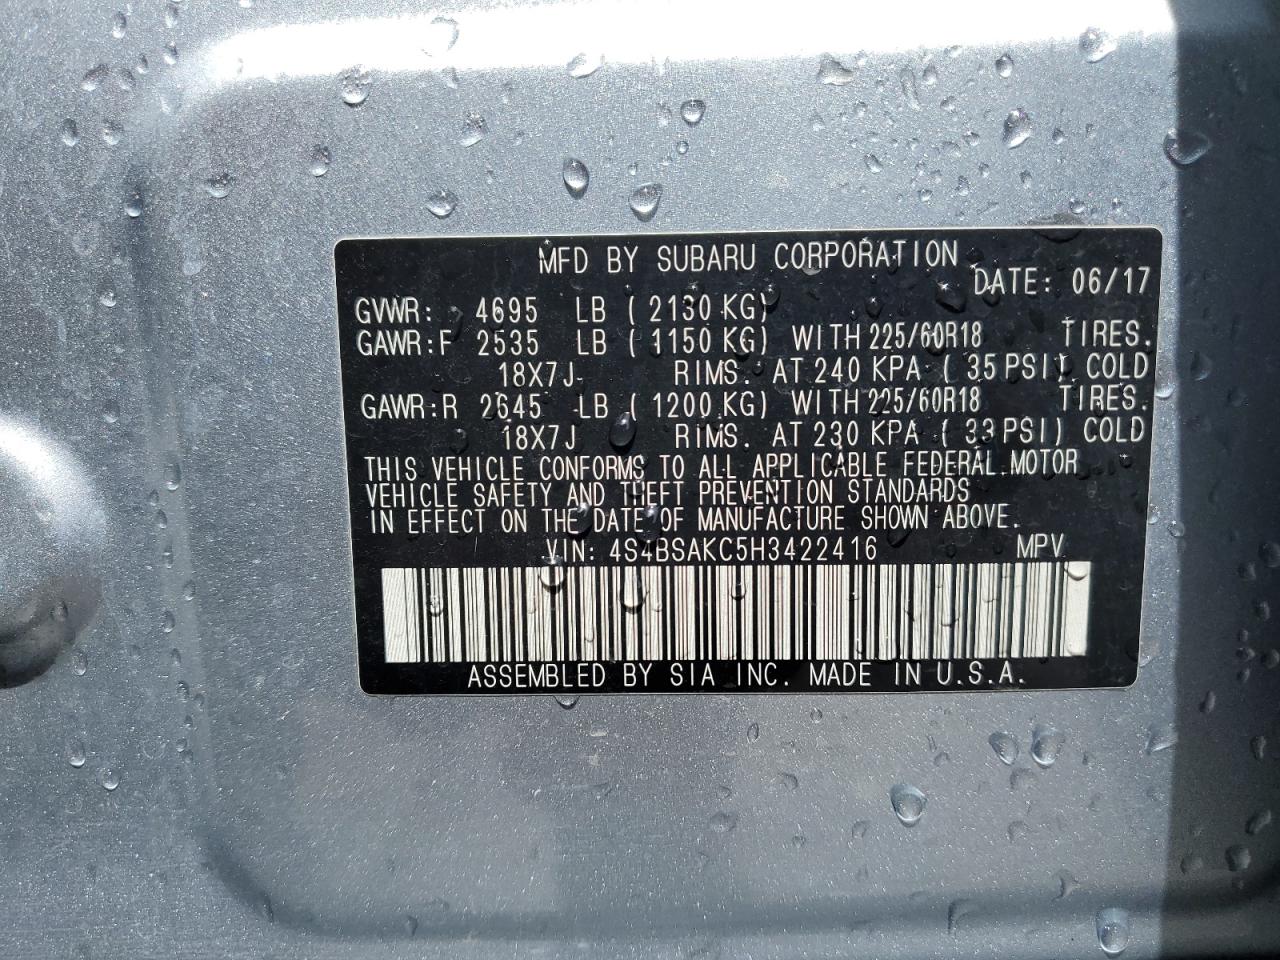 MFD BY SUBARU CORPORATION
DATE: 06/17
GVWR: 4695 LB ( 2130 KG)
GAWR:F 2535 LB ( 1150 KG) WITH 225/60R18 TIRES.
18X7J RIMS. AT 240 KPA ( 35 PSI) COLD
GAWR:R 2645 LB ( 1200 KG) WITH 225/60R18 TIRES.
18X7J RIMS. AT 230 KPA ( 33 PSI) COLD
THIS VEHICLE CONFORMS TO ALL APPLICABLE FEDERAL MOTOR
VEHICLE SAFETY AND THEFT PREVENTION STANDARDS
IN EFFECT ON THE DATE OF MANUFACTURE SHOWN ABOVE.
VIN: 4S4BSAKC5H3422416 MPV
ASSEMBLED BY SIA INC. MADE IN U.S.A.